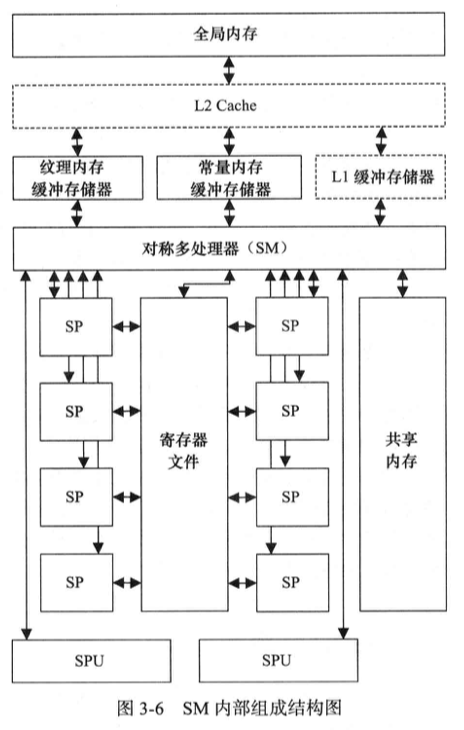 全局内存
L2 Cache
纹理内存
缓冲存储器
常量内存
缓冲存储器
L1 缓冲存储器
对称多处理器（SM）
SP
SP
SP
SP
寄存器
文件
SP
SP
SP
SP
共享
内存
SPU
SPU
图 3-6 SM 内部组成结构图